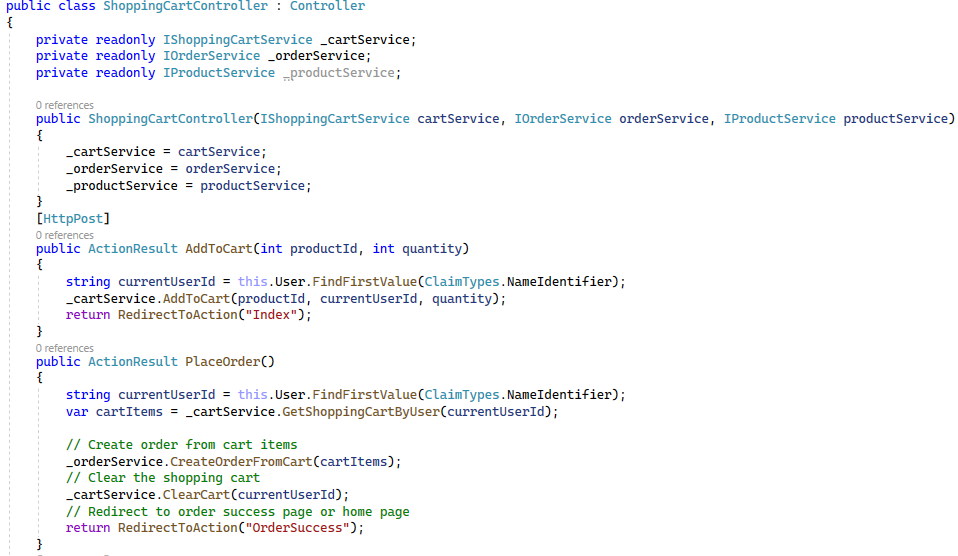 public class ShoppingCartController : Controller
{
private readonly IShoppingCartService _cartService;
private readonly IOrderService _orderService;
private readonly IProductService _productService;
0 references
public ShoppingCartController(IShoppingCartService cartService, IOrderService orderService, IProductService productService)
{
_cartService = cartService;
_orderService = orderService;
_productService = productService;
}
[HttpPost]
0 references
public ActionResult AddToCart(int productId, int quantity)
{
string currentUserId = this.User.FindFirstValue(ClaimTypes.NameIdentifier);
_cartService.AddToCart(productId, currentUserId, quantity);
return RedirectToAction("Index");
}
0 references
public ActionResult PlaceOrder()
{
string currentUserId = this.User.FindFirstValue(ClaimTypes.NameIdentifier);
var cartItems = _cartService.GetShoppingCartByUser(currentUserId);
// Create order from cart items
_orderService.CreateOrderFromCart(cartItems);
// Clear the shopping cart
_cartService.ClearCart(currentUserId);
// Redirect to order success page or home page
return RedirectToAction("OrderSuccess");
}